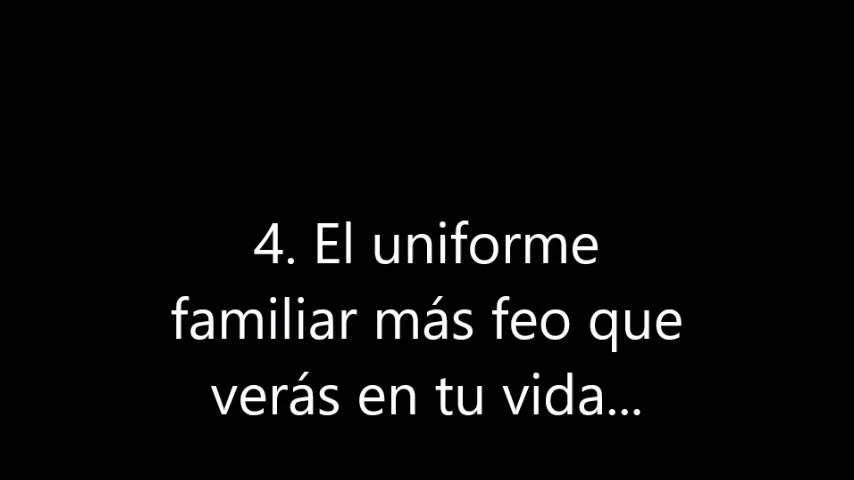 4. El uniforme
familiar más feo que
verás en tu vida...